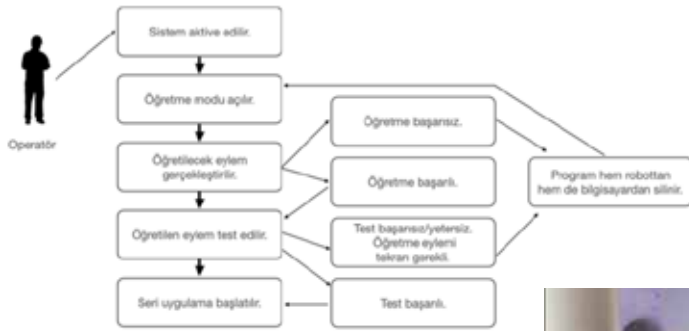 Sistem aktive edilir.
Operatör
Öğretme modu açılır.
Öğretilecek eylem
gerçekleştirilir.
Öğretilen eylem test edilir.
Seri uygulama başlatılır.
Öğretme başarısız.
Öğretme başarılı.
Test başarısız/yetersiz.
Öğretme eylemi
tekrarı gerekli.
Test başarılı.
Program hem robottan
hem de bilgisayardan silinir.